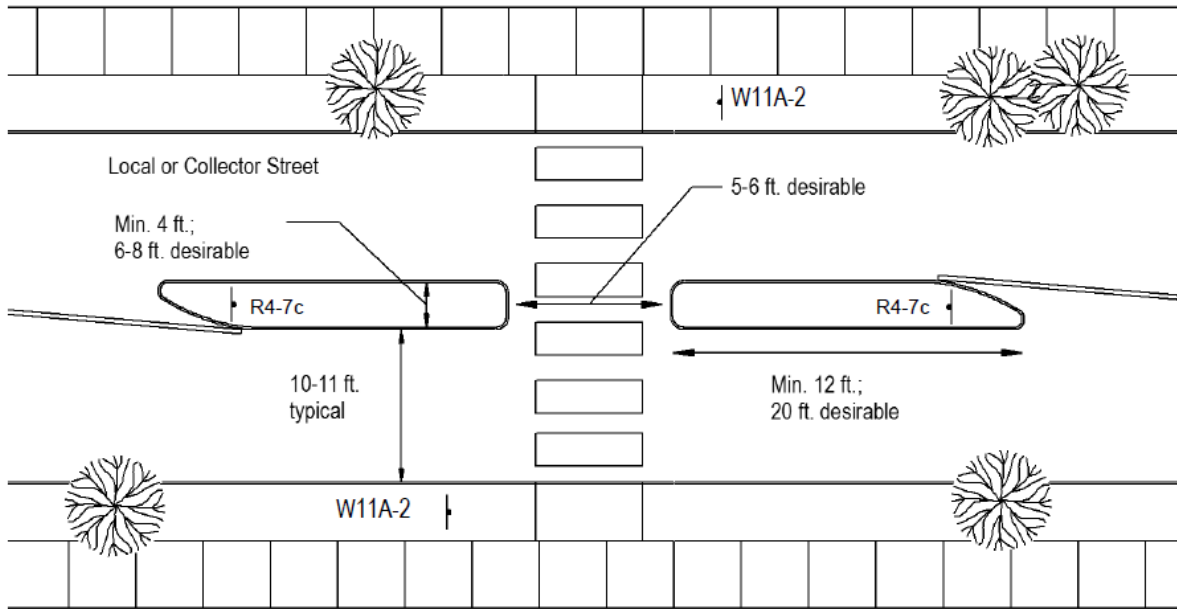 W11A-2
Local or Collector Street
5-6 ft. desirable
Min. 4 ft.;
6-8 ft. desirable
R4-7c
R4-7c
10-11 ft.
typical
Min. 12 ft.;
20 ft. desirable
W11A-2